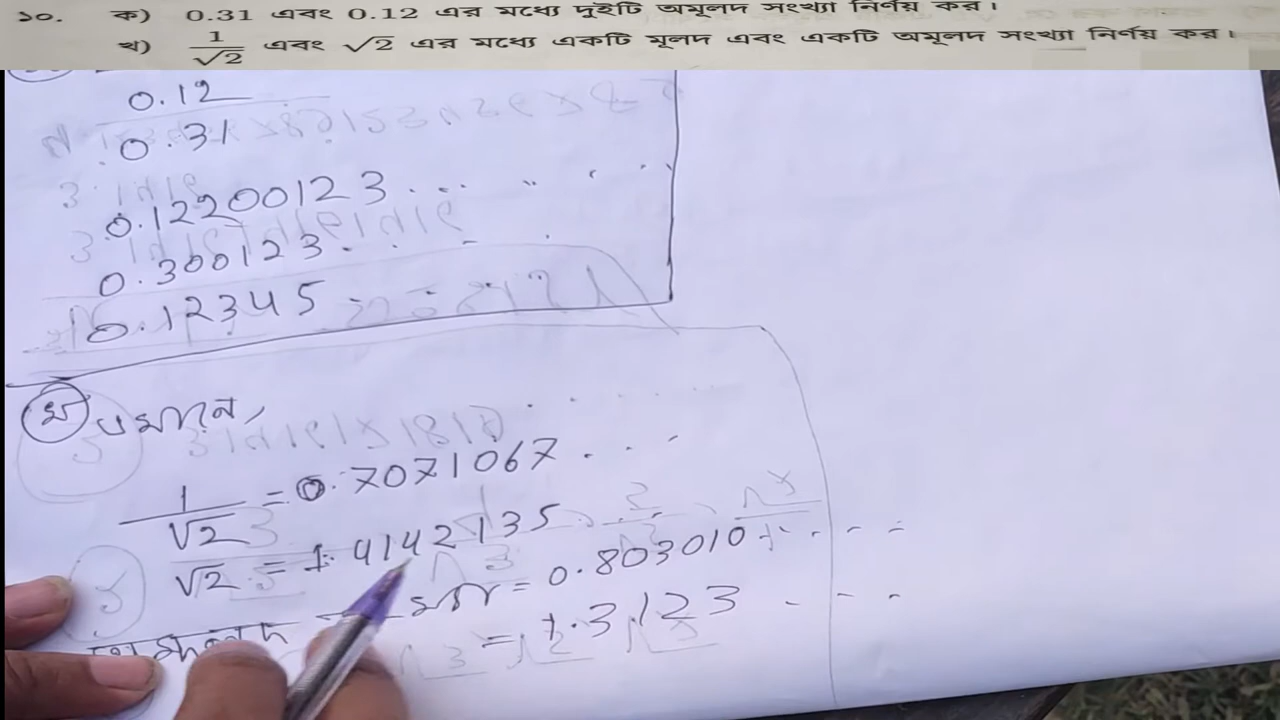 ১০. ক) 0.31 এবং 0.12 এর মধ্যে দুইটি অমূলদ সংখ্যা নির্ণয় কর।
খ) 1/√2 এবং √2 এর মধ্যে একটি মূলদ এবং একটি অমূলদ সংখ্যা নির্ণয় কর।
0.12
0.31
0.12200123....
0.300123....
0.12345
1/√2 = 0.7071067...
√2 = 1.4142135...
= 0.803010...
= 1.3123...